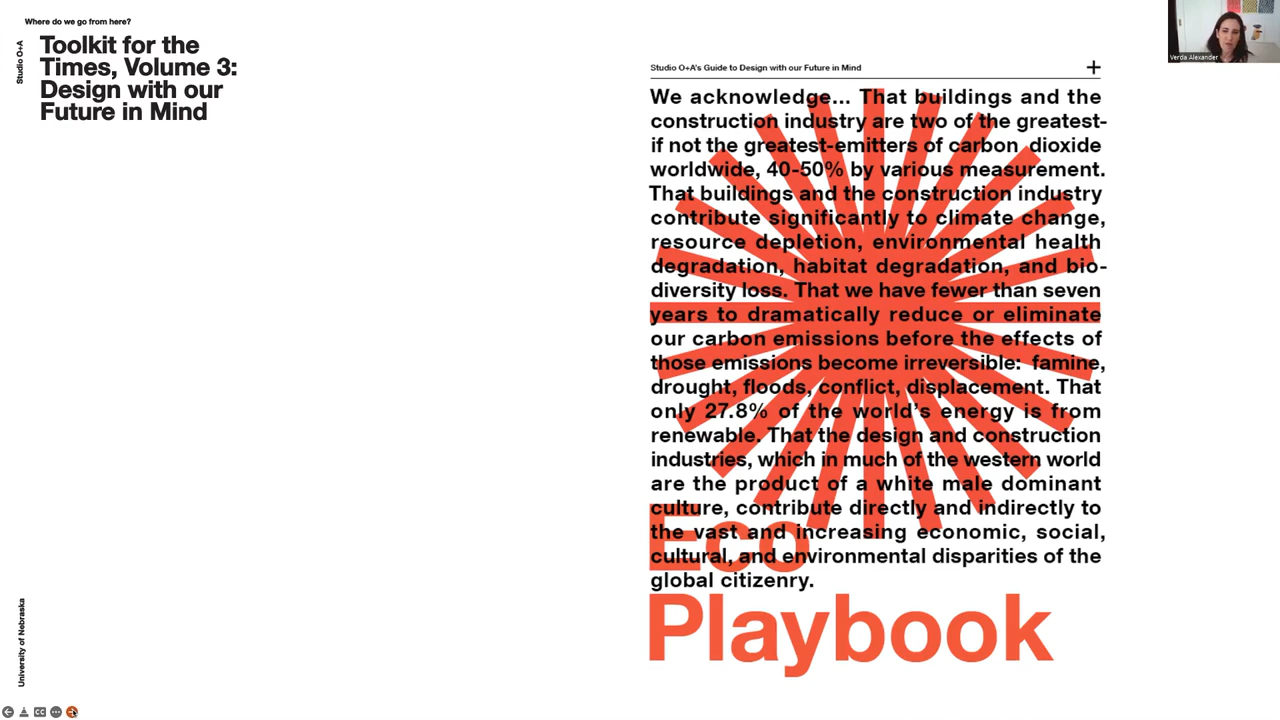 Where do we go from here?
Studio O+A
Toolkit for the
Times, Volume 3:
Design with our
Future in Mind
University of Nebraska
CC
Studio O+A's Guide to Design with our Future in Mind
+
We acknowledge... That buildings and the
construction industry are two of the greatest-
if not the greatest-emitters of carbon dioxide
worldwide, 40-50% by various measurement.
That buildings and the construction industry
contribute significantly to climate change,
resource depletion, environmental health
degradation, habitat degradation, and bio-
diversity loss. That we have fewer than seven
years to dramatically reduce or eliminate
our carbon emissions before the effects of
those emissions become irreversible: famine,
drought, floods, conflict, displacement. That
only 27.8% of the world's energy is from
renewable. That the design and construction
industries, which in much of the western world
are the product of a white male dominant
culture, contribute directly and indirectly to
the vast and increasing economic, social,
cultural, and environmental disparities of the
global citizenry.
Eco
Playbook
Verda Alexander